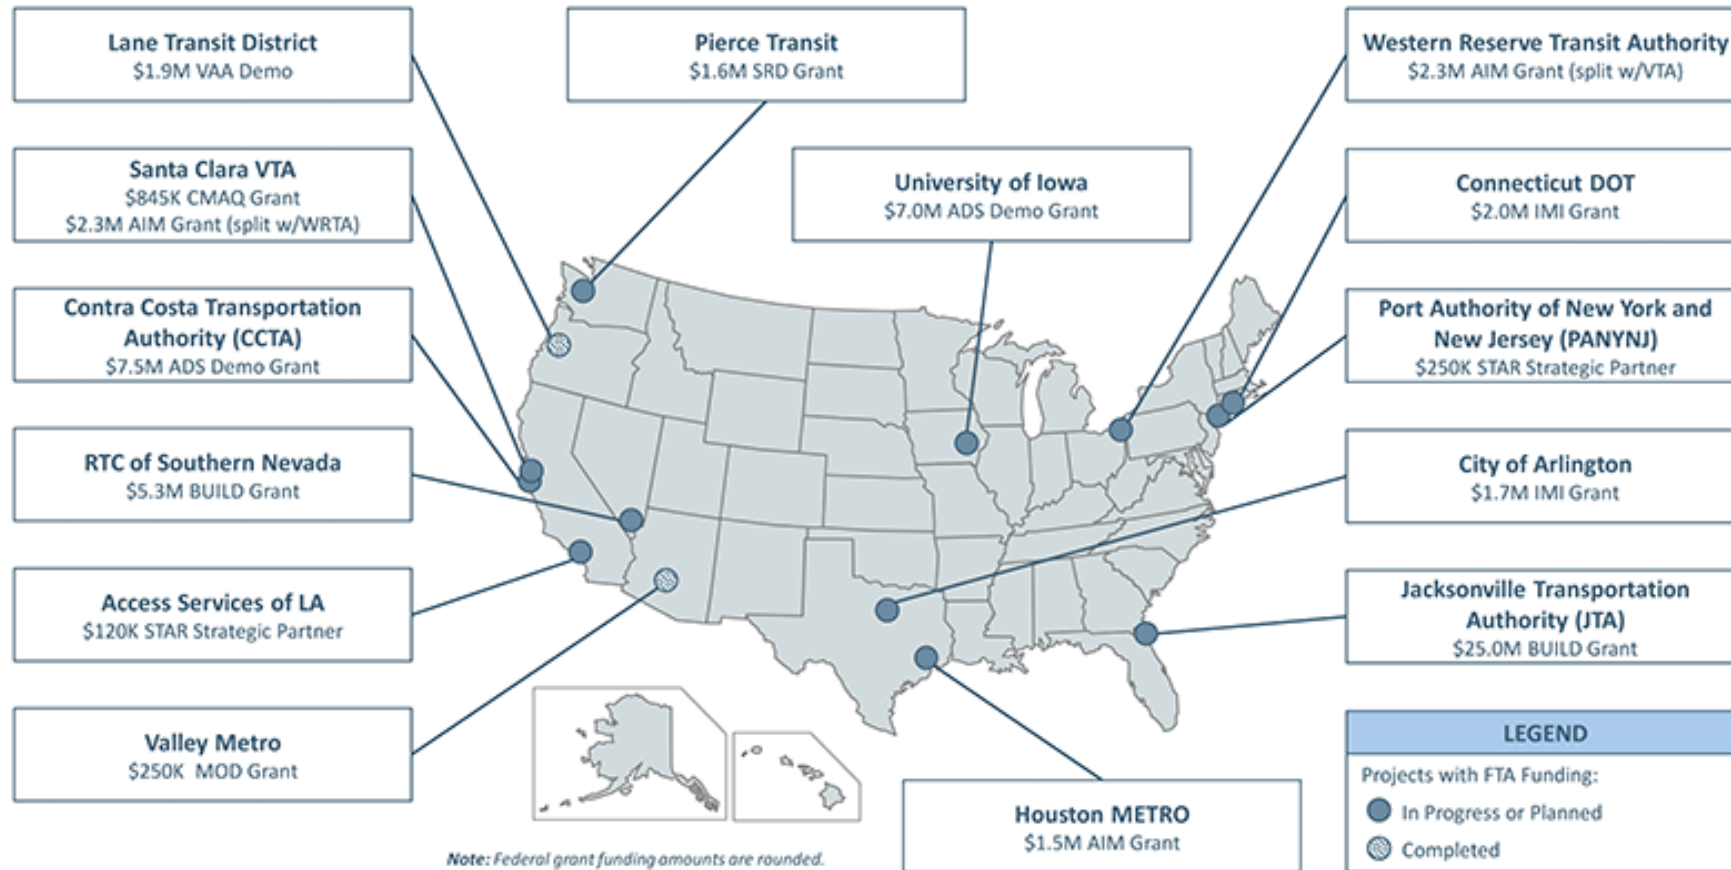 Lane Transit District
$1.9M VAA Demo
Pierce Transit
$1.6M SRD Grant
Western Reserve Transit Authority
$2.3M AIM Grant (split w/VTA)
Santa Clara VTA
$845K CMAQ Grant
$2.3M AIM Grant (split w/WRTA)
University of Iowa
$7.0M ADS Demo Grant
Connecticut DOT
$2.0M IMI Grant
Contra Costa Transportation
Authority (CCTA)
$7.5M ADS Demo Grant
Port Authority of New York and
New Jersey (PANYNJ)
$250K STAR Strategic Partner
RTC of Southern Nevada
$5.3M BUILD Grant
City of Arlington
$1.7M IMI Grant
Access Services of LA
$120K STAR Strategic Partner
Jacksonville Transportation
Authority (JTA)
$25.0M BUILD Grant
Valley Metro
$250K MOD Grant
Houston METRO
$1.5M AIM Grant
LEGEND
Projects with FTA Funding:
In Progress or Planned
Completed
Note: Federal grant funding amounts are rounded.